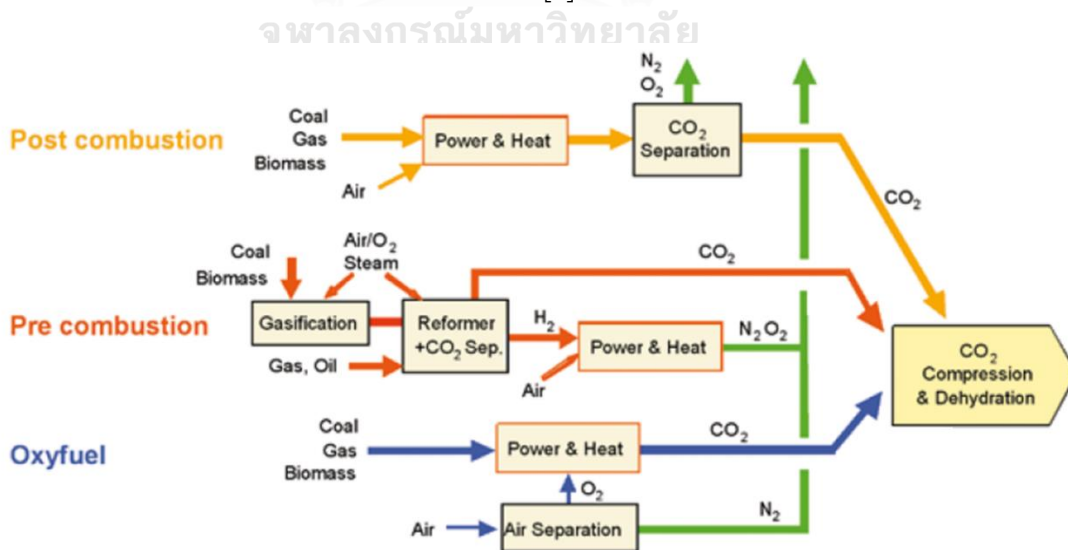 จุฬาลงกรณ์มหาวิทยาลัย
Post combustion
Coal
Gas
Biomass
Air
Power & Heat
N₂
O₂
CO₂
Separation
CO₂
Pre combustion
Coal
Biomass
Air/O₂
Steam
Gasification
Gas, Oil
Reformer
+CO₂ Sep.
H₂
Air
Power & Heat
CO₂
N₂O₂
CO₂
Compression
& Dehydration
Oxyfuel
Coal
Gas
Biomass
Power & Heat
CO₂
O₂
Air
Air Separation
N₂